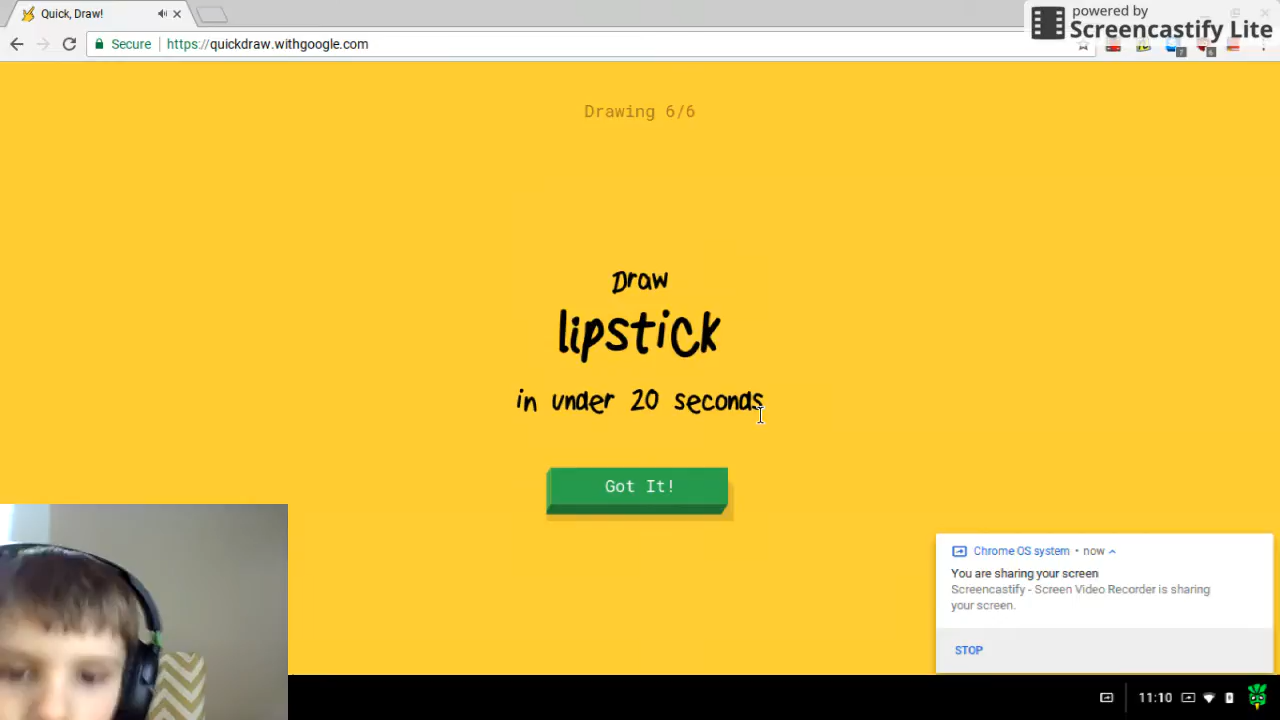 Quick, Draw!
powered by
Screencastify Lite
Secure
https://quickdraw.withgoogle.com
7
6
Drawing 6/6
Draw
lipstick
in under 20 seconds
Got It!
Chrome OS system • now
You are sharing your screen
Screencastify - Screen Video Recorder is sharing
your screen.
STOP
11:10